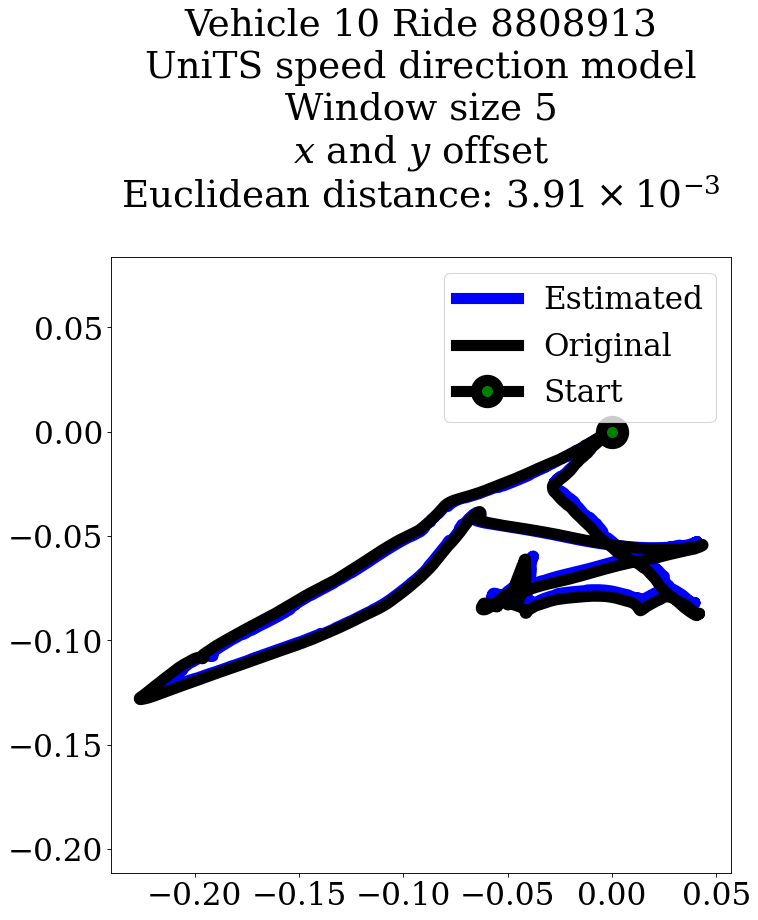 Vehicle 10 Ride 8808913
UniTS speed direction model
Window size 5
x and y offset
Euclidean distance: 3.91 × 10⁻³
Estimated
Original
Start
0.05
0.00
−0.05
−0.10
−0.15
−0.20
−0.20 −0.15 −0.10 −0.05 0.00 0.05